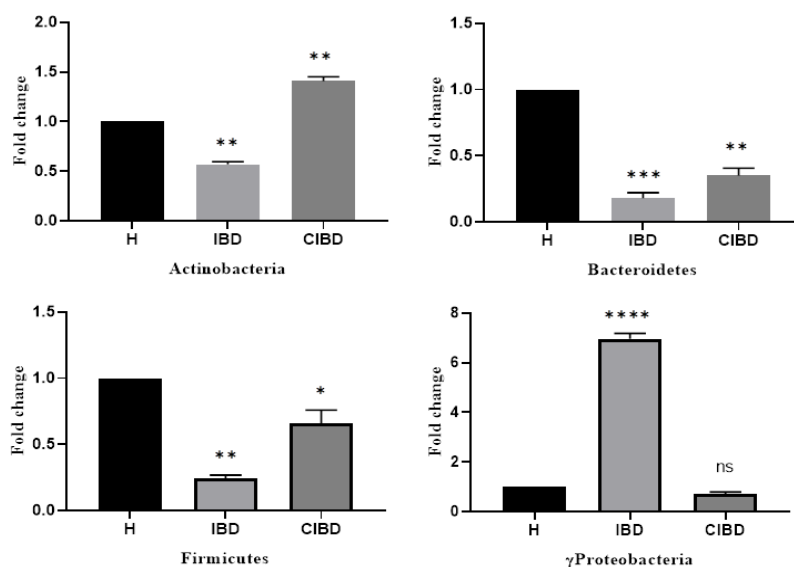 Fold change
2.0
1.5
1.0
0.5
0.0
**
**
H IBD CIBD
Actinobacteria
Fold change
1.5
1.0
0.5
0.0
***
**
H IBD CIBD
Bacteroidetes
Fold change
1.5
1.0
0.5
0.0
**
*
H IBD CIBD
Firmicutes
Fold change
8
6
4
2
0
****
ns
H IBD CIBD
γProteobacteria